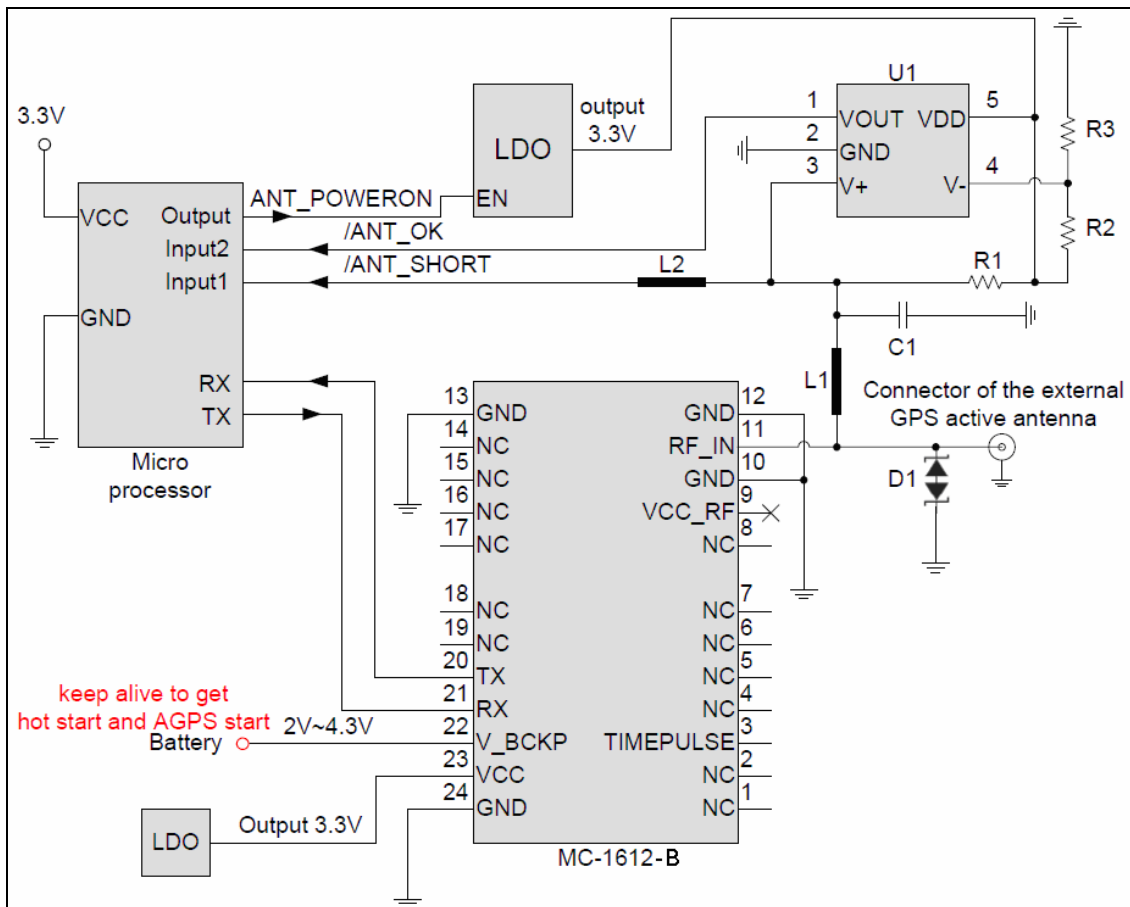 3.3V
VCC
Output
Input2
Input1
GND
RX
TX
Micro
processor
ANT_POWERON
/ANT_OK
/ANT_SHORT
LDO
EN
output
3.3V
U1
1
VOUT
VDD
5
2
GND
3
V+
V-
4
R3
R2
R1
L2
C1
L1
Connector of the external
GPS active antenna
D1
13
GND
GND
12
14
NC
RF_IN
11
15
NC
GND
10
16
NC
VCC_RF
9
17
NC
NC
8
18
NC
NC
7
19
NC
NC
6
20
TX
NC
5
21
RX
NC
4
22
V_BCKP
TIMEPULSE
3
23
VCC
NC
2
24
GND
NC
1
MC-1612-B
keep alive to get
hot start and AGPS start
Battery
2V~4.3V
LDO
Output 3.3V